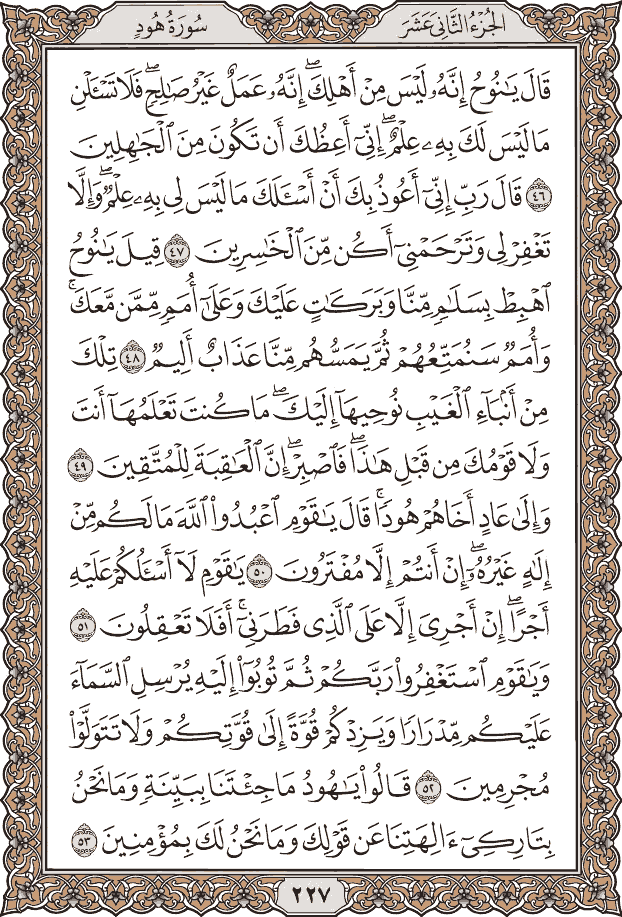 الجُزْءُ الثَّانِى عَشَرَ
سُورَةُ هُودٍ
قَالَ يَٰنُوحُ إِنَّهُۥ لَيْسَ مِنْ أَهْلِكَ ۖ إِنَّهُۥ عَمَلٌ غَيْرُ صَٰلِحٍ ۖ فَلَا تَسْـَٔلْنِ
مَا لَيْسَ لَكَ بِهِۦ عِلْمٌ ۖ إِنِّىٓ أَعِظُكَ أَن تَكُونَ مِنَ ٱلْجَٰهِلِينَ
٤٦ قَالَ رَبِّ إِنِّىٓ أَعُوذُ بِكَ أَنْ أَسْـَٔلَكَ مَا لَيْسَ لِى بِهِۦ عِلْمٌ ۖ وَإِلَّا
تَغْفِرْ لِى وَتَرْحَمْنِىٓ أَكُن مِّنَ ٱلْخَٰسِرِينَ ٤٧ قِيلَ يَٰنُوحُ
ٱهْبِطْ بِسَلَٰمٍ مِّنَّا وَبَرَكَٰتٍ عَلَيْكَ وَعَلَىٰٓ أُمَمٍ مِّمَّن مَّعَكَ ۚ
وَأُمَمٌ سَنُمَتِّعُهُمْ ثُمَّ يَمَسُّهُم مِّنَّا عَذَابٌ أَلِيمٌ ٤٨ تِلْكَ
مِنْ أَنۢبَآءِ ٱلْغَيْبِ نُوحِيهَآ إِلَيْكَ ۖ مَا كُنتَ تَعْلَمُهَآ أَنتَ
وَلَا قَوْمُكَ مِن قَبْلِ هَٰذَا ۖ فَٱصْبِرْ ۖ إِنَّ ٱلْعَٰقِبَةَ لِلْمُتَّقِينَ ٤٩
وَإِلَىٰ عَادٍ أَخَاهُمْ هُودًا ۚ قَالَ يَٰقَوْمِ ٱعْبُدُوا۟ ٱللَّهَ مَا لَكُم مِّنْ
إِلَٰهٍ غَيْرُهُۥٓ ۖ إِنْ أَنتُمْ إِلَّا مُفْتَرُونَ ٥٠ يَٰقَوْمِ لَآ أَسْـَٔلُكُمْ عَلَيْهِ
أَجْرًا ۖ إِنْ أَجْرِىَ إِلَّا عَلَى ٱلَّذِى فَطَرَنِىٓ ۚ أَفَلَا تَعْقِلُونَ ٥١
وَيَٰقَوْمِ ٱسْتَغْفِرُوا۟ رَبَّكُمْ ثُمَّ تُوبُوٓا۟ إِلَيْهِ يُرْسِلِ ٱلسَّمَآءَ
عَلَيْكُم مِّدْرَارًا وَيَزِدْكُمْ قُوَّةً إِلَىٰ قُوَّتِكُمْ وَلَا تَتَوَلَّوْا۟
مُجْرِمِينَ ٥٢ قَالُوا۟ يَٰهُودُ مَا جِئْتَنَا بِبَيِّنَةٍ وَمَا نَحْنُ
بِتَارِكِىٓ ءَالِهَتِنَا عَن قَوْلِكَ وَمَا نَحْنُ لَكَ بِمُؤْمِنِينَ ٥٣
٢٢٧